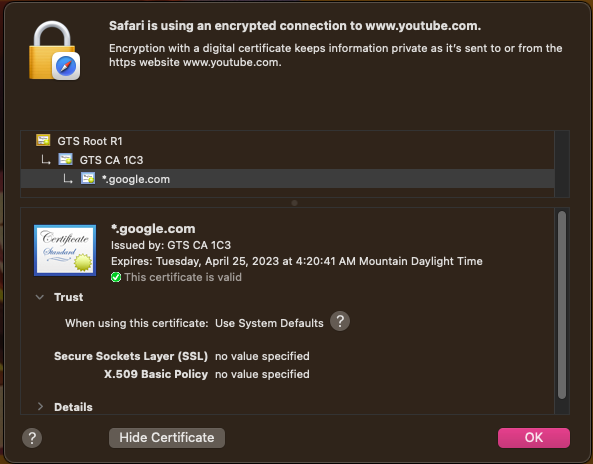 Safari is using an encrypted connection to www.youtube.com.
Encryption with a digital certificate keeps information private as it's sent to or from the
https website www.youtube.com.
GTS Root R1
GTS CA 1C3
*.google.com
Certificate
Standard
*.google.com
Issued by: GTS CA 1C3
Expires: Tuesday, April 25, 2023 at 4:20:41 AM Mountain Daylight Time
This certificate is valid
Trust
When using this certificate: Use System Defaults ?
Secure Sockets Layer (SSL) no value specified
X.509 Basic Policy no value specified
Details
? Hide Certificate OK